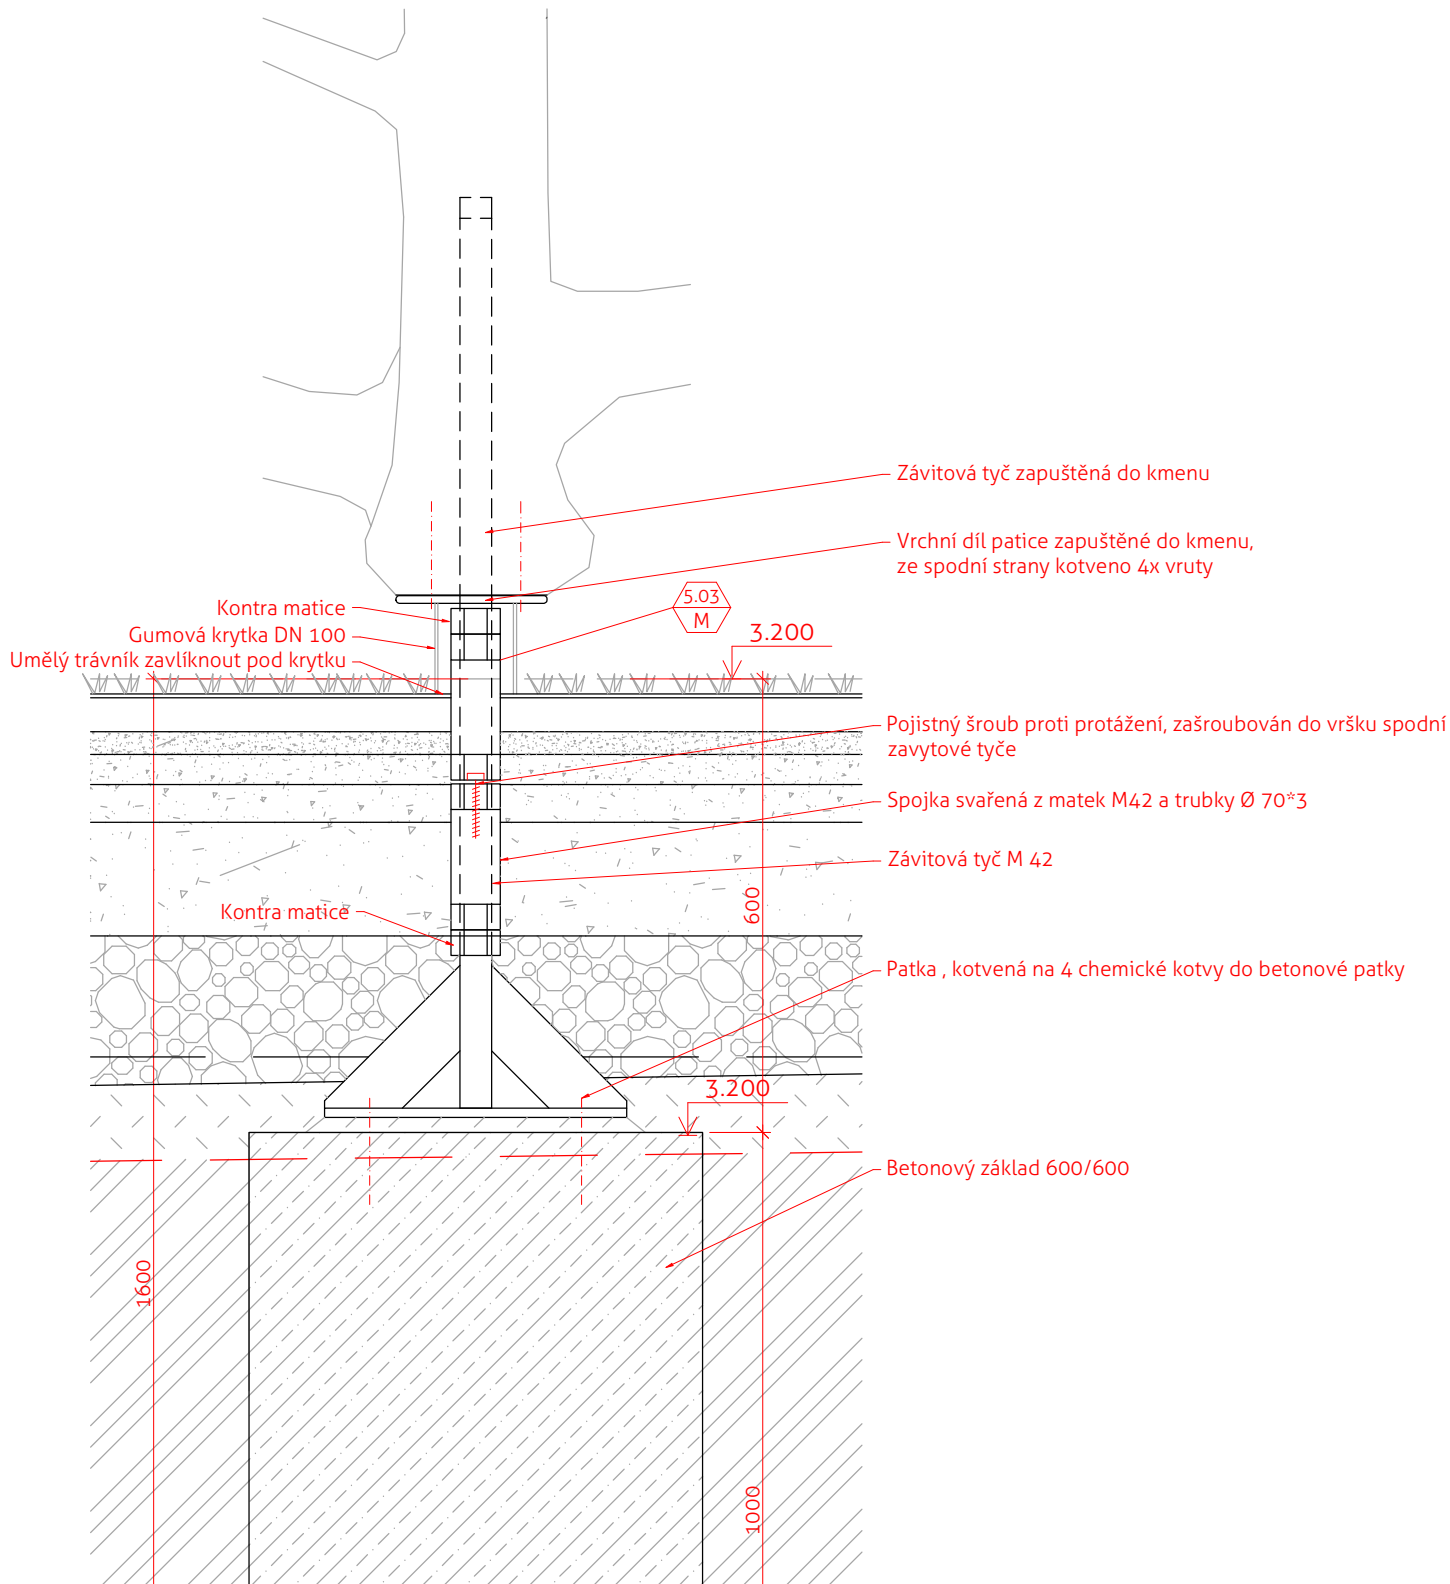 Závitová tyč zapuštěná do kmenu
Vrchní díl patice zapuštěné do kmenu,
ze spodní strany kotveno 4x vruty
5.03
M
Kontra matice
Gumová krytka DN 100
Umělý trávník zavlíknout pod krytku
3.200
Pojistný šroub proti protážení, zašroubován do vršku spodní
zavytové tyče
Spojka svařená z matek M42 a trubky Ø 70*3
Závitová tyč M 42
600
Kontra matice
Patka , kotvená na 4 chemické kotvy do betonové patky
3.200
Betonový základ 600/600
1600
1000